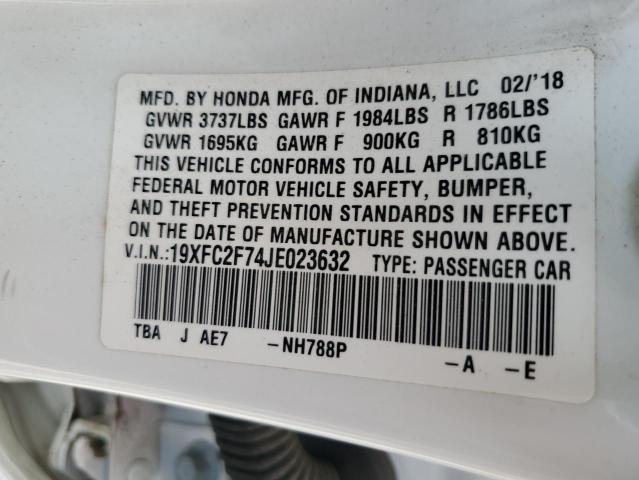 MFD. BY HONDA MFG. OF INDIANA, LLC 02/'18
GVWR 3737LBS GAWR F 1984LBS R 1786LBS
GVWR 1695KG GAWR F 900KG R 810KG
THIS VEHICLE CONFORMS TO ALL APPLICABLE
FEDERAL MOTOR VEHICLE SAFETY, BUMPER,
AND THEFT PREVENTION STANDARDS IN EFFECT
ON THE DATE OF MANUFACTURE SHOWN ABOVE.
V.I.N.:19XFC2F74JE023632 TYPE: PASSENGER CAR
TBA J AE7 -NH788P -A -E